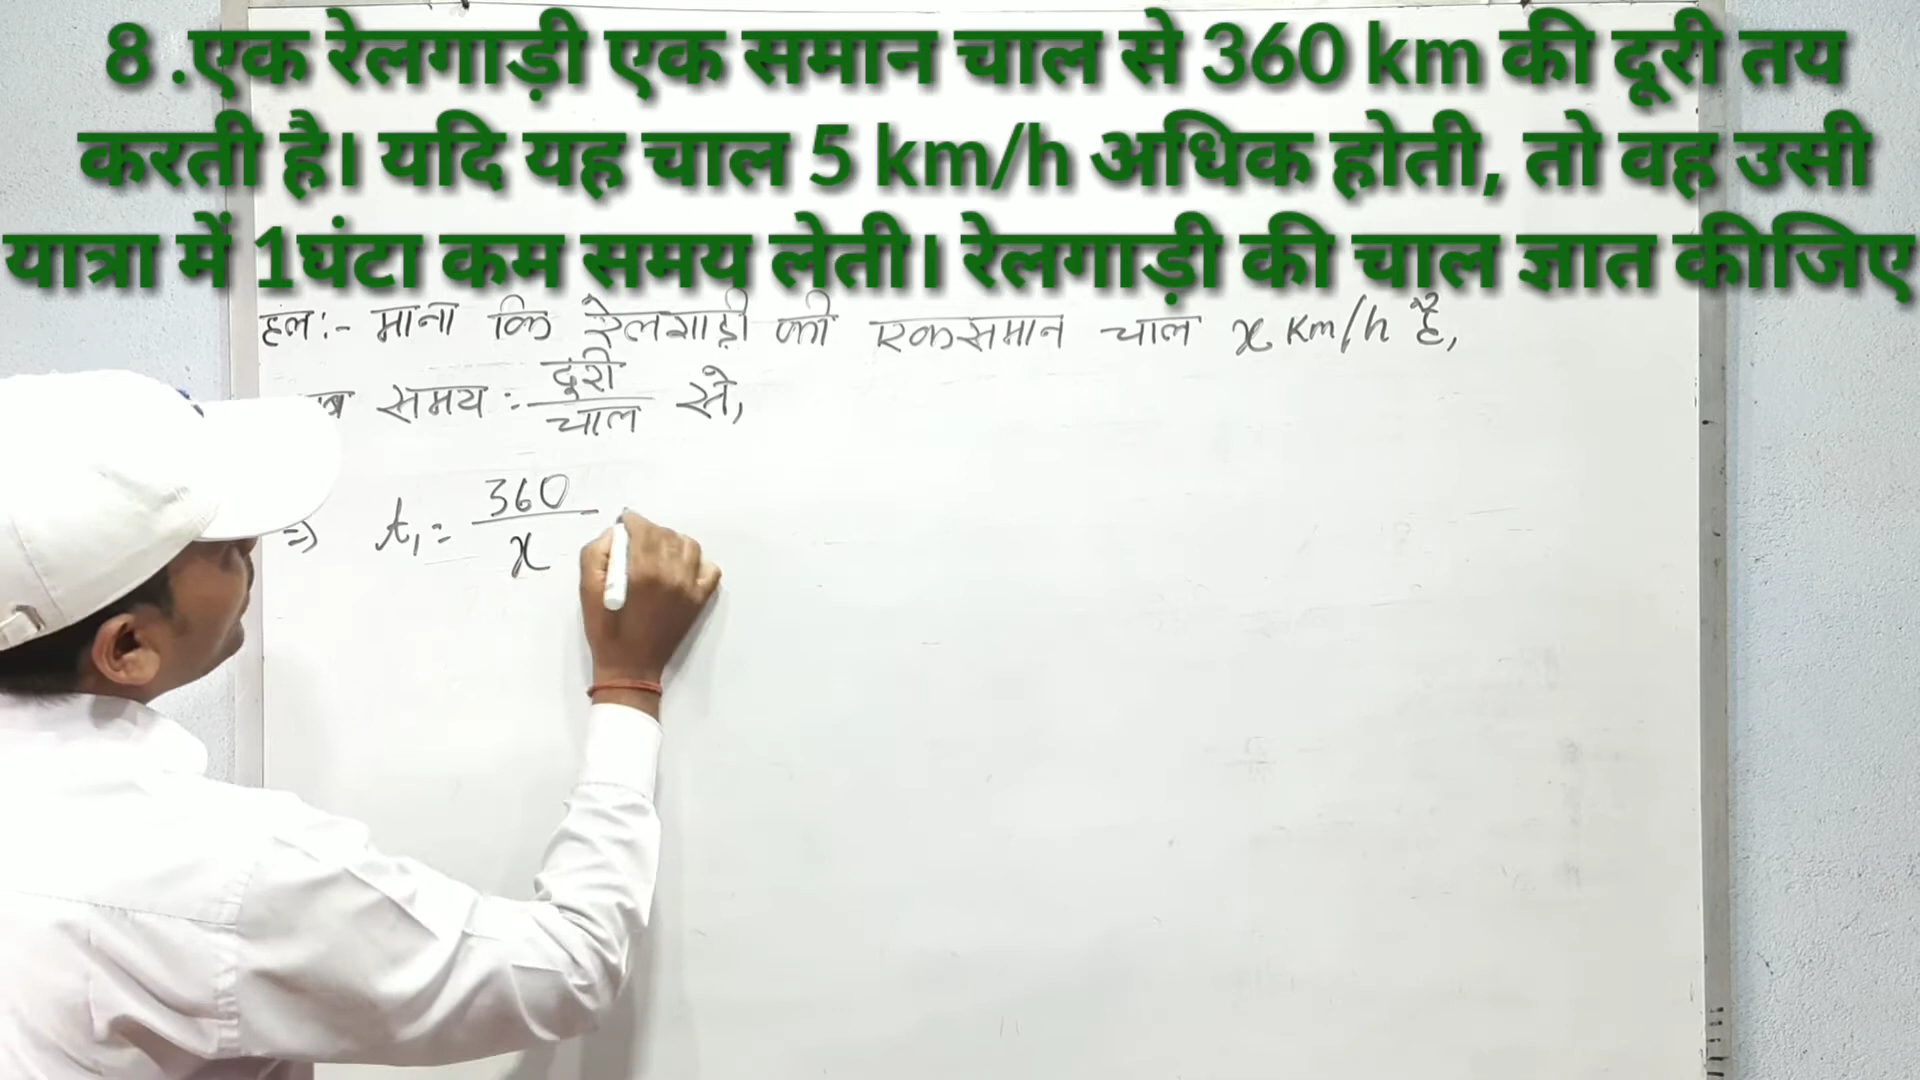 8 .एक रेलगाड़ी एक समान चाल से 360 km की दूरी तय
करती है। यदि यह चाल 5 km/h अधिक होती, तो वह उसी
यात्रा में 1घंटा कम समय लेती। रेलगाड़ी की चाल ज्ञात कीजिए
हल:- माना कि रेलगाड़ी की एकसमान चाल x Km/h है,
समय = दूरी/चाल से,
=> t₁ = 360/x -